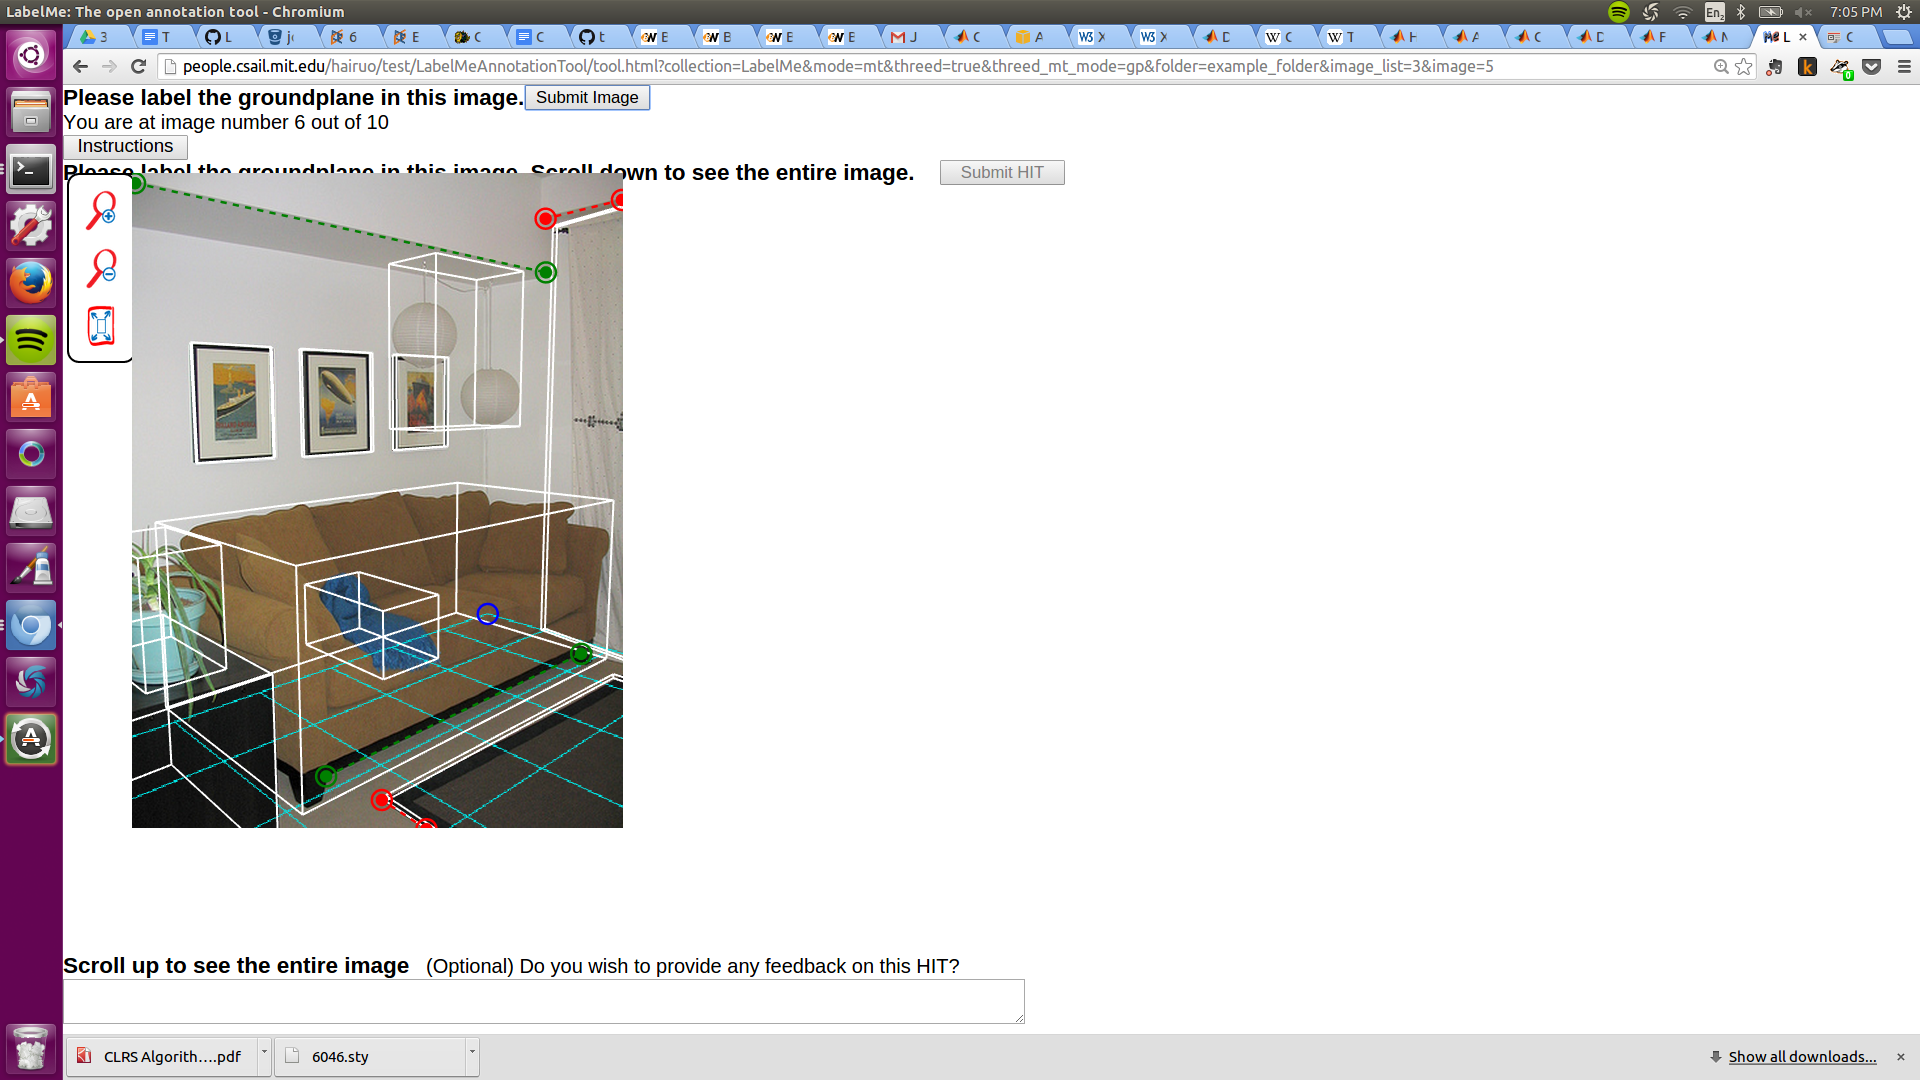 LabelMe: The open annotation tool - Chromium
En2
7:05 PM
3
T
L
6
E
C
C
t
E
B
E
E
J
C
A
X
X
D
C
T
H
A
C
D
F
L
C
people.csail.mit.edu/hairuo/test/LabelMeAnnotationTool/tool.html?collection=LabelMe&mode=mt&threed=true&threed_mt_mode=gp&folder=example_folder&image_list=3&image=5
0
Please label the groundplane in this image. Submit Image
You are at image number 6 out of 10
Instructions
Please label the groundplane in this image. Scroll down to see the entire image. Submit HIT
Scroll up to see the entire image (Optional) Do you wish to provide any feedback on this HIT?
CLRS Algorith….pdf
6046.sty
Show all downloads...